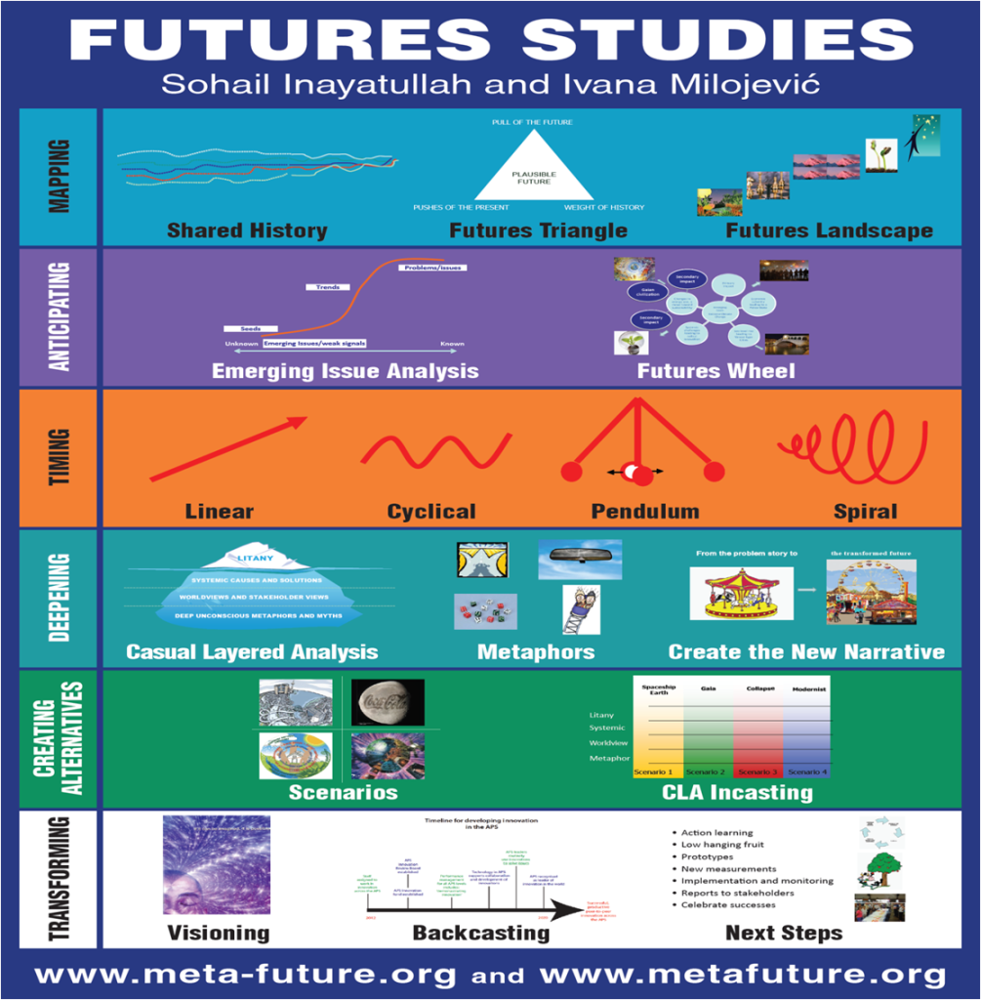 FUTURES STUDIES
Sohail Inayatullah and Ivana Milojević
MAPPING
PULL OF THE FUTURE
PLAUSIBLE
FUTURE
PUSHES OF THE PRESENT
WEIGHT OF HISTORY
Shared History
Futures Triangle
Futures Landscape
ANTICIPATING
Problems/issues
Trends
Seeds
Unknown
Emerging Issues/weak signals
Known
Secondary
impact
Gaian
civilization
Secondary
impact
Emerging Issue Analysis
Futures Wheel
TIMING
Linear
Cyclical
Pendulum
Spiral
DEEPENING
LITANY
SYSTEMIC CAUSES AND SOLUTIONS
WORLDVIEWS AND STAKEHOLDER VIEWS
DEEP UNCONSCIOUS METAPHORS AND MYTHS
From the problem story to
the transformed future
Casual Layered Analysis
Metaphors
Create the New Narrative
CREATING
ALTERNATIVES
Spaceship
Earth
Gaia
Collapse
Modernist
Litany
Systemic
Worldview
Metaphor
Scenario 1
Scenario 2
Scenario 3
Scenario 4
Scenarios
CLA Incasting
TRANSFORMING
Timeline for developing innovation
in the APS
• Action learning
• Low hanging fruit
• Prototypes
• New measurements
• Implementation and monitoring
• Reports to stakeholders
• Celebrate successes
Visioning
Backcasting
Next Steps
www.meta-future.org and www.metafuture.org